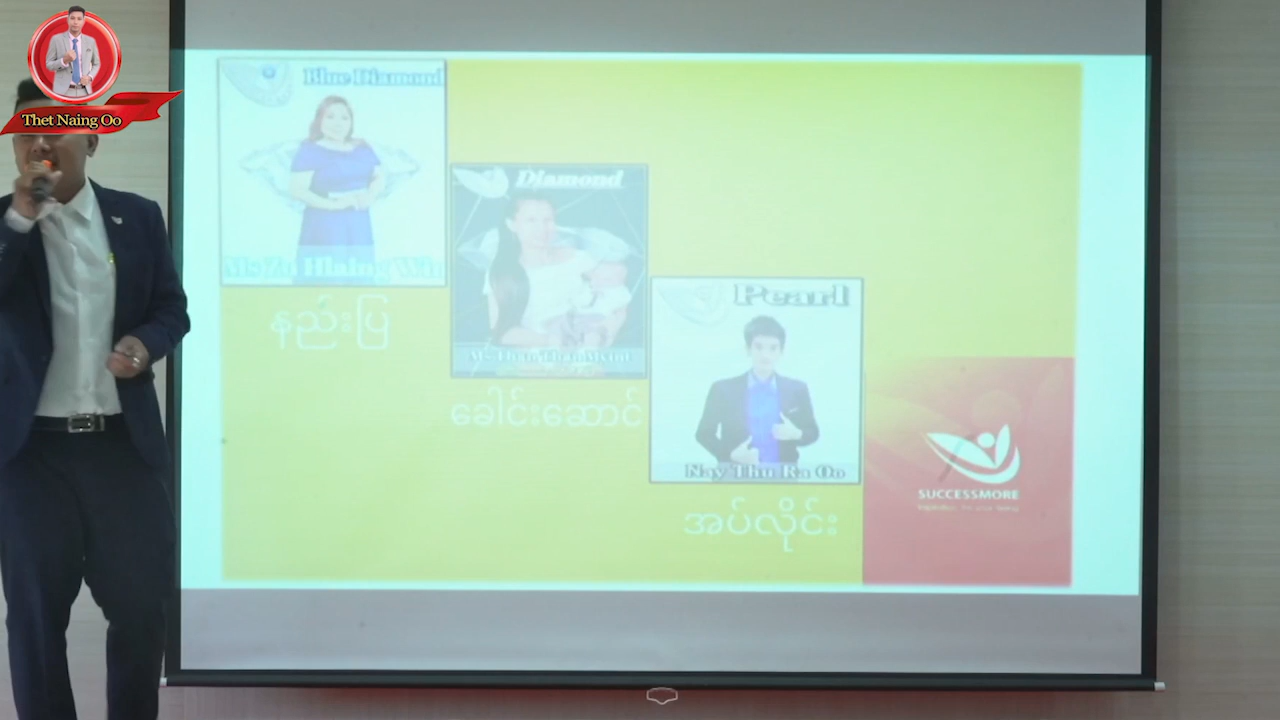 Thet Naing Oo
Blue Diamond
နည်းပြ
Diamond
ခေါင်းဆောင်
Pearl
Nay Thu Ra Oo
အပ်လိုင်း
SUCCESSMORE